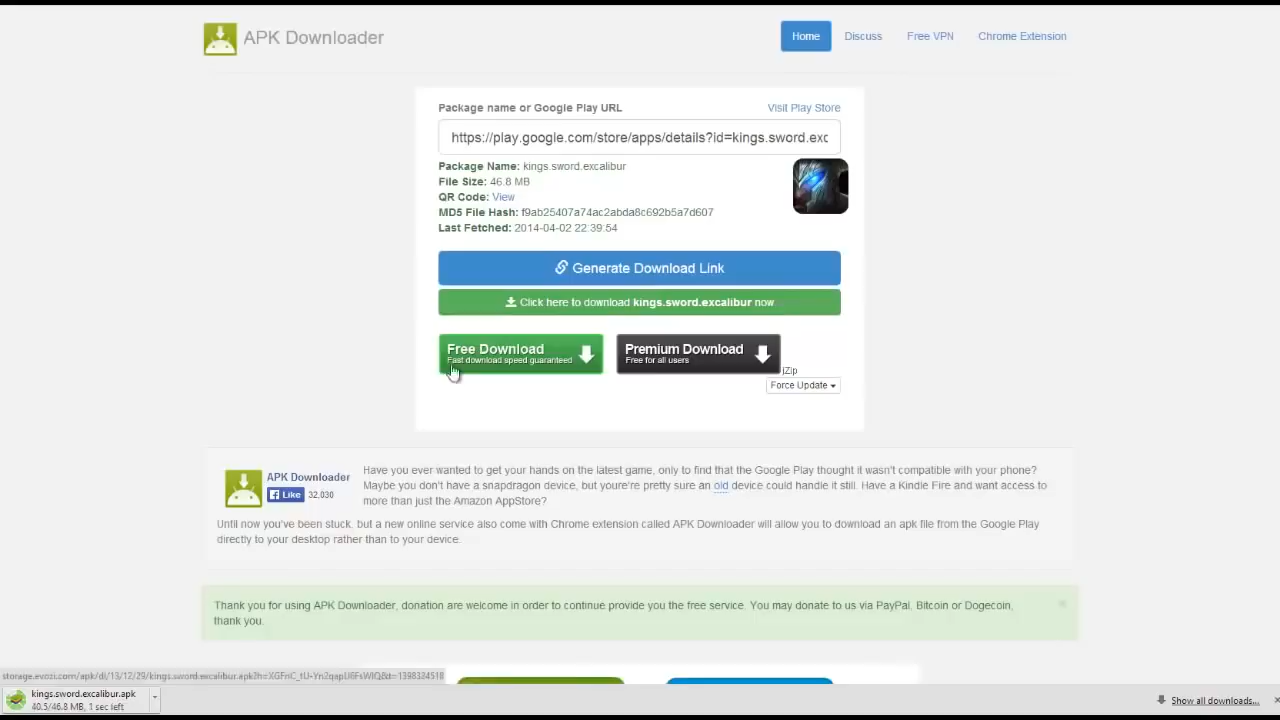 APK Downloader
Home Discuss Free VPN Chrome Extension
Package name or Google Play URL Visit Play Store
https://play.google.com/store/apps/details?id=kings.sword.exc
Package Name: kings.sword.excalibur
File Size: 46.8 MB
QR Code: View
MD5 File Hash: f9ab25407a74ac2abda8c692b5a7d607
Last Fetched: 2014-04-02 22:39:54
Generate Download Link
Click here to download kings.sword.excalibur now
Free Download Premium Download
Fast download speed guaranteed Free for all users
jZip
Force Update
Have you ever wanted to get your hands on the latest game, only to find that the Google Play thought it wasn't compatible with your phone?
APK Downloader
Maybe you don't have a snapdragon device, but youre're pretty sure an old device could handle it still. Have a Kindle Fire and want access to
Like 32,030
more than just the Amazon AppStore?
Until now you've been stuck, but a new online service also come with Chrome extension called APK Downloader will allow you to download an apk file from the Google Play
directly to your desktop rather than to your device.
Thank you for using APK Downloader, donation are welcome in order to continue provide you the free service. You may donate to us via PayPal, Bitcoin or Dogecoin,
thank you.
kings.sword.excalibur.apk
40.5/46.8 MB, 1 sec left
Show all downloads...